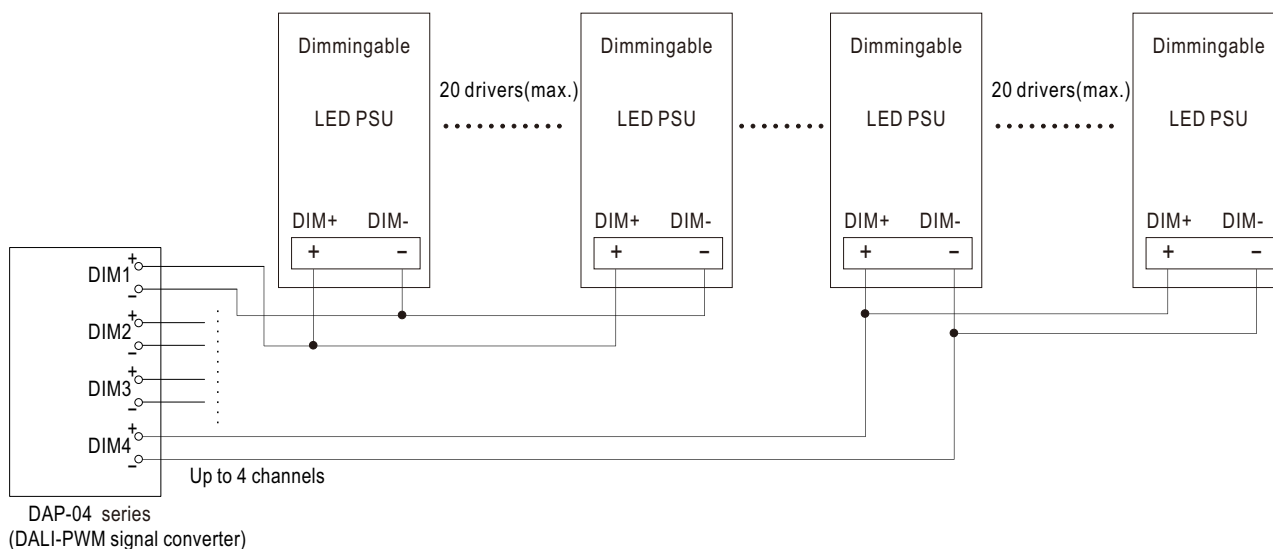 Dimmingable
Dimmingable
Dimmingable
Dimmingable
20 drivers(max.)
20 drivers(max.)
LED PSU
LED PSU
LED PSU
LED PSU
DIM+ DIM-
DIM+ DIM-
DIM+ DIM-
DIM+ DIM-
+ −
+ −
+ −
+ −
DIM1 +
−
DIM2 +
−
DIM3 +
−
DIM4 +
−
Up to 4 channels
DAP-04 series
(DALI-PWM signal converter)